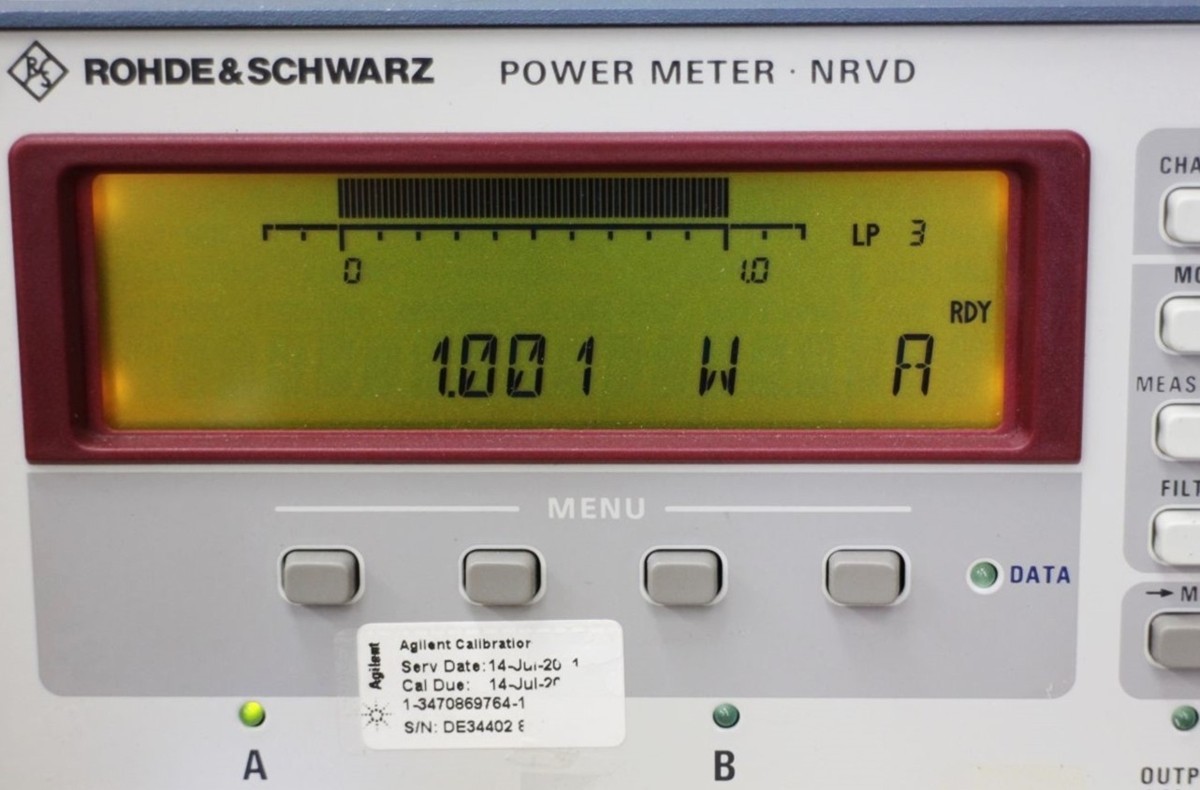 ROHDE&SCHWARZ POWER METER · NRVD
LP 3
0 1.0
RDY
1.001 W A
MENU
DATA
Agilent
Agilent Calibration
Serv Date: 14-Jul-20 1
Cal Due: 14-Jul-20
1-3470869764-1
S/N: DE34402
A
B
CHA
MO
MEAS
FILT
→ M
OUTP